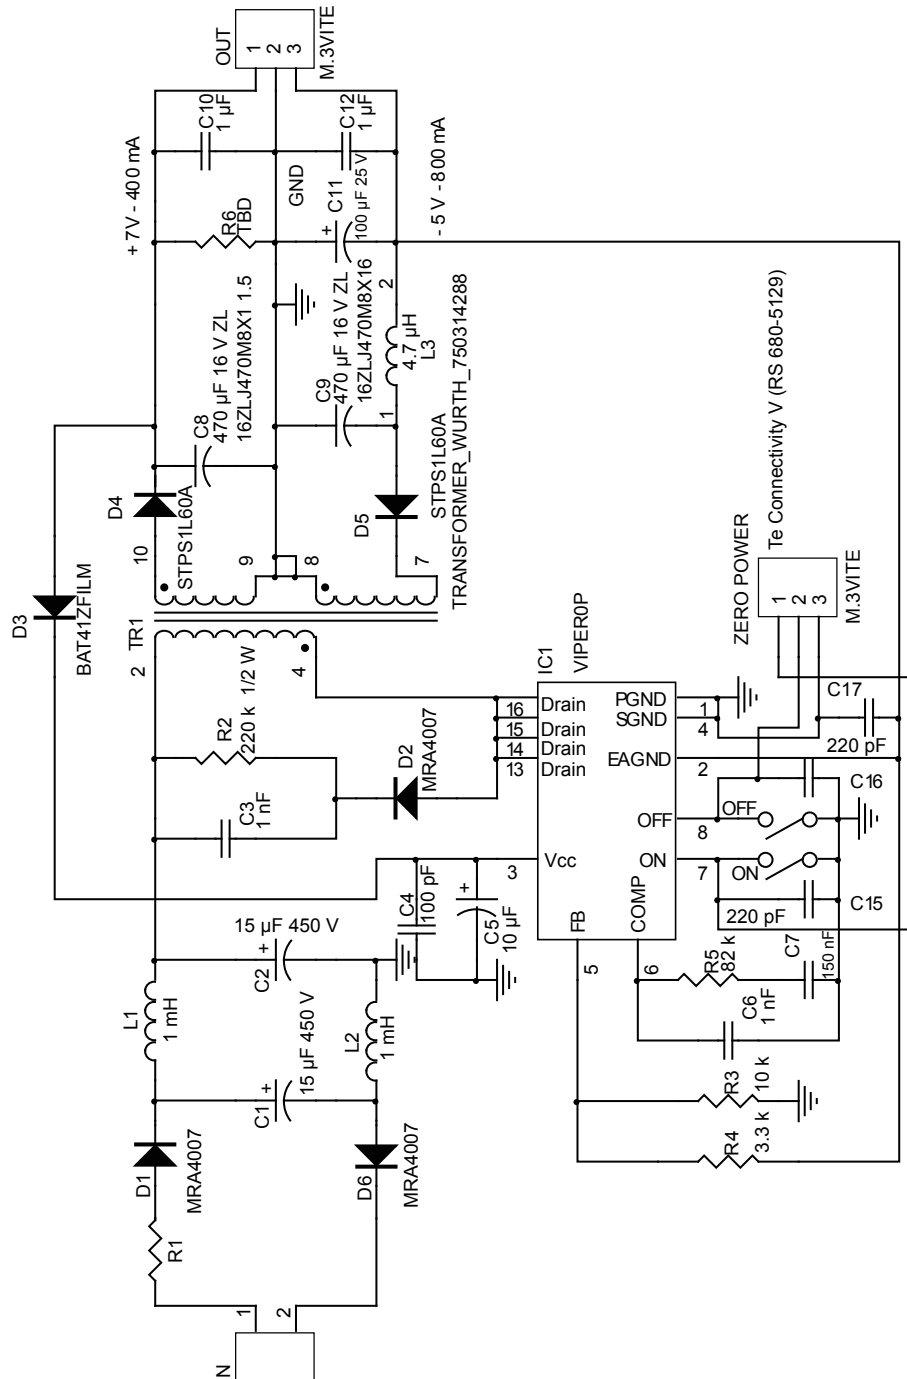 OUT
1
2
3
M.3VITE
C10
1 µF
C12
1 µF
+7V - 400 mA
GND
- 5 V - 800 mA
R6
TBD
C11
100 µF 25 V
+
2
4.7 µH
L3
1
C8
470 µF 16 V ZL
16ZLJ470M8X1 1.5
C9
470 µF 16 V ZL
16ZLJ470M8X16
D4
STPS1L60A
D5
STPS1L60A
TRANSFORMER_WURTH_750314288
10
9
8
7
D3
BAT41ZFILM
TR1
2
4
R2
220 k 1/2 W
C3
1 nF
D2
MRA4007
IC1
VIPER0P
16
15
14
13
Drain
Drain
Drain
Drain
PGND
SGND
EAGND
OFF
ON
Vcc
FB
COMP
1
4
2
8
7
3
5
6
ZERO POWER
Te Connectivity V (RS 680-5129)
1
2
3
M.3VITE
C17
220 pF
C16
OFF
ON
C15
220 pF
C4
100 pF
+
C5
10 µF
R5
82 k
C7
150 nF
C6
1 nF
R3
10 k
R4
3.3 k
L1
1 mH
15 µF 450 V
+
C2
L2
1 mH
15 µF 450 V
+
C1
D1
MRA4007
D6
MRA4007
R1
1
2
N